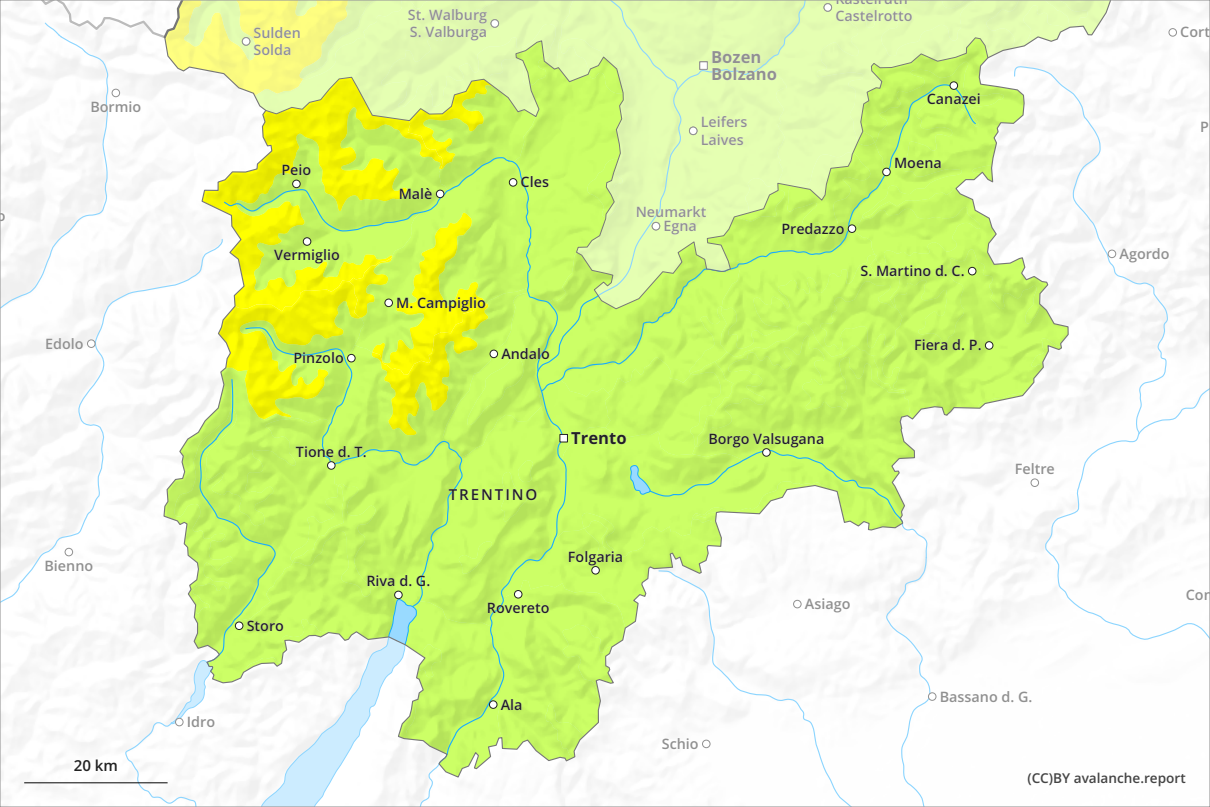 St. Walburg
S. Valburga
Kastelruth
Castelrotto
Sulden
Solda
Cort
Bozen
Bolzano
Bormio
Canazei
Leifers
Laives
Peio
Moena
Malè
Cles
Neumarkt
Egna
Predazzo
Vermiglio
Agordo
S. Martino d. C.
M. Campiglio
Edolo
Pinzolo
Andalo
Fiera d. P.
Trento
Borgo Valsugana
Tione d. T.
Feltre
TRENTINO
Bienno
Folgaria
Riva d. G.
Cor
Rovereto
Asiago
Storo
Bassano d. G.
Ala
Idro
Schio
20 km
(CC)BY avalanche.report